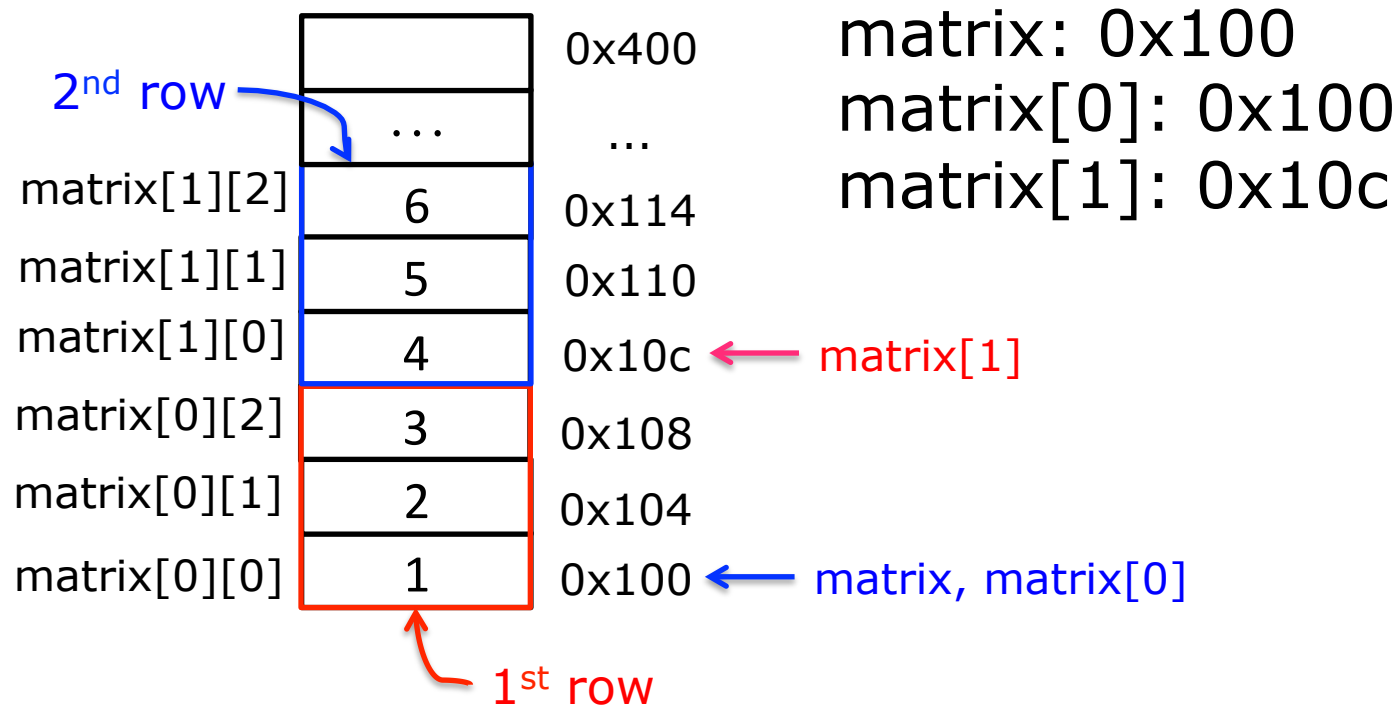 0x400
matrix: 0x100
2nd row
matrix[0]: 0x100
...
...
matrix[1]: 0x10c
matrix[1][2]
6
0x114
matrix[1][1]
5
0x110
matrix[1][0]
4
0x10c
matrix[1]
matrix[0][2]
3
0x108
matrix[0][1]
2
0x104
matrix[0][0]
1
0x100
matrix, matrix[0]
1st row